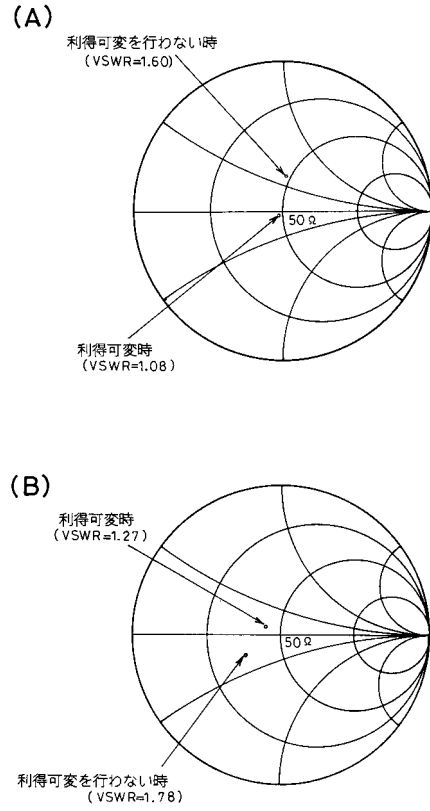 (A)
利得可変を行わない時
(VSWR=1.60)
50Ω
利得可変時
(VSWR=1.08)
(B)
利得可変時
(VSWR=1.27)
50Ω
利得可変を行わない時
(VSWR=1.78)